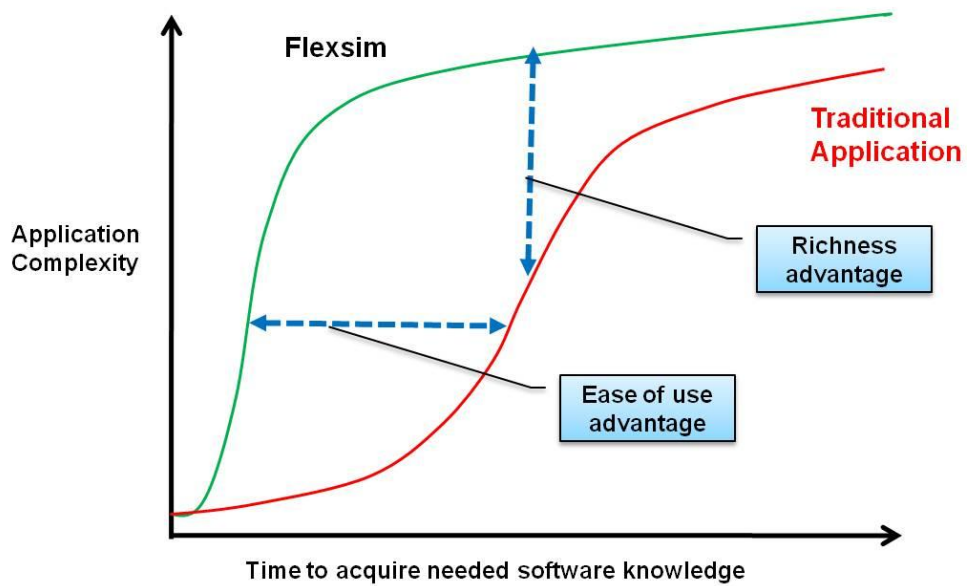 Flexsim
Traditional
Application
Application
Complexity
Richness
advantage
Ease of use
advantage
Time to acquire needed software knowledge